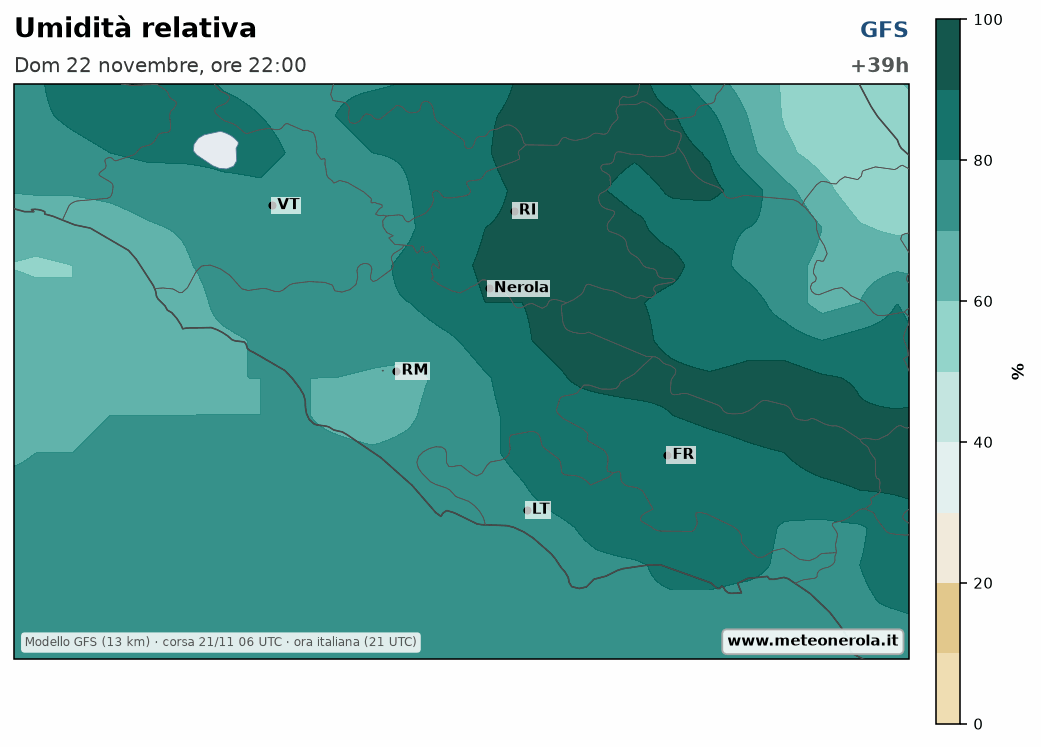 Umidità relativa
GFS
Dom 22 novembre, ore 22:00
+39h
100
80
60
40
20
0
%
VT
RI
Nerola
RM
FR
LT
Modello GFS (13 km) · corsa 21/11 06 UTC · ora italiana (21 UTC)
www.meteonerola.it